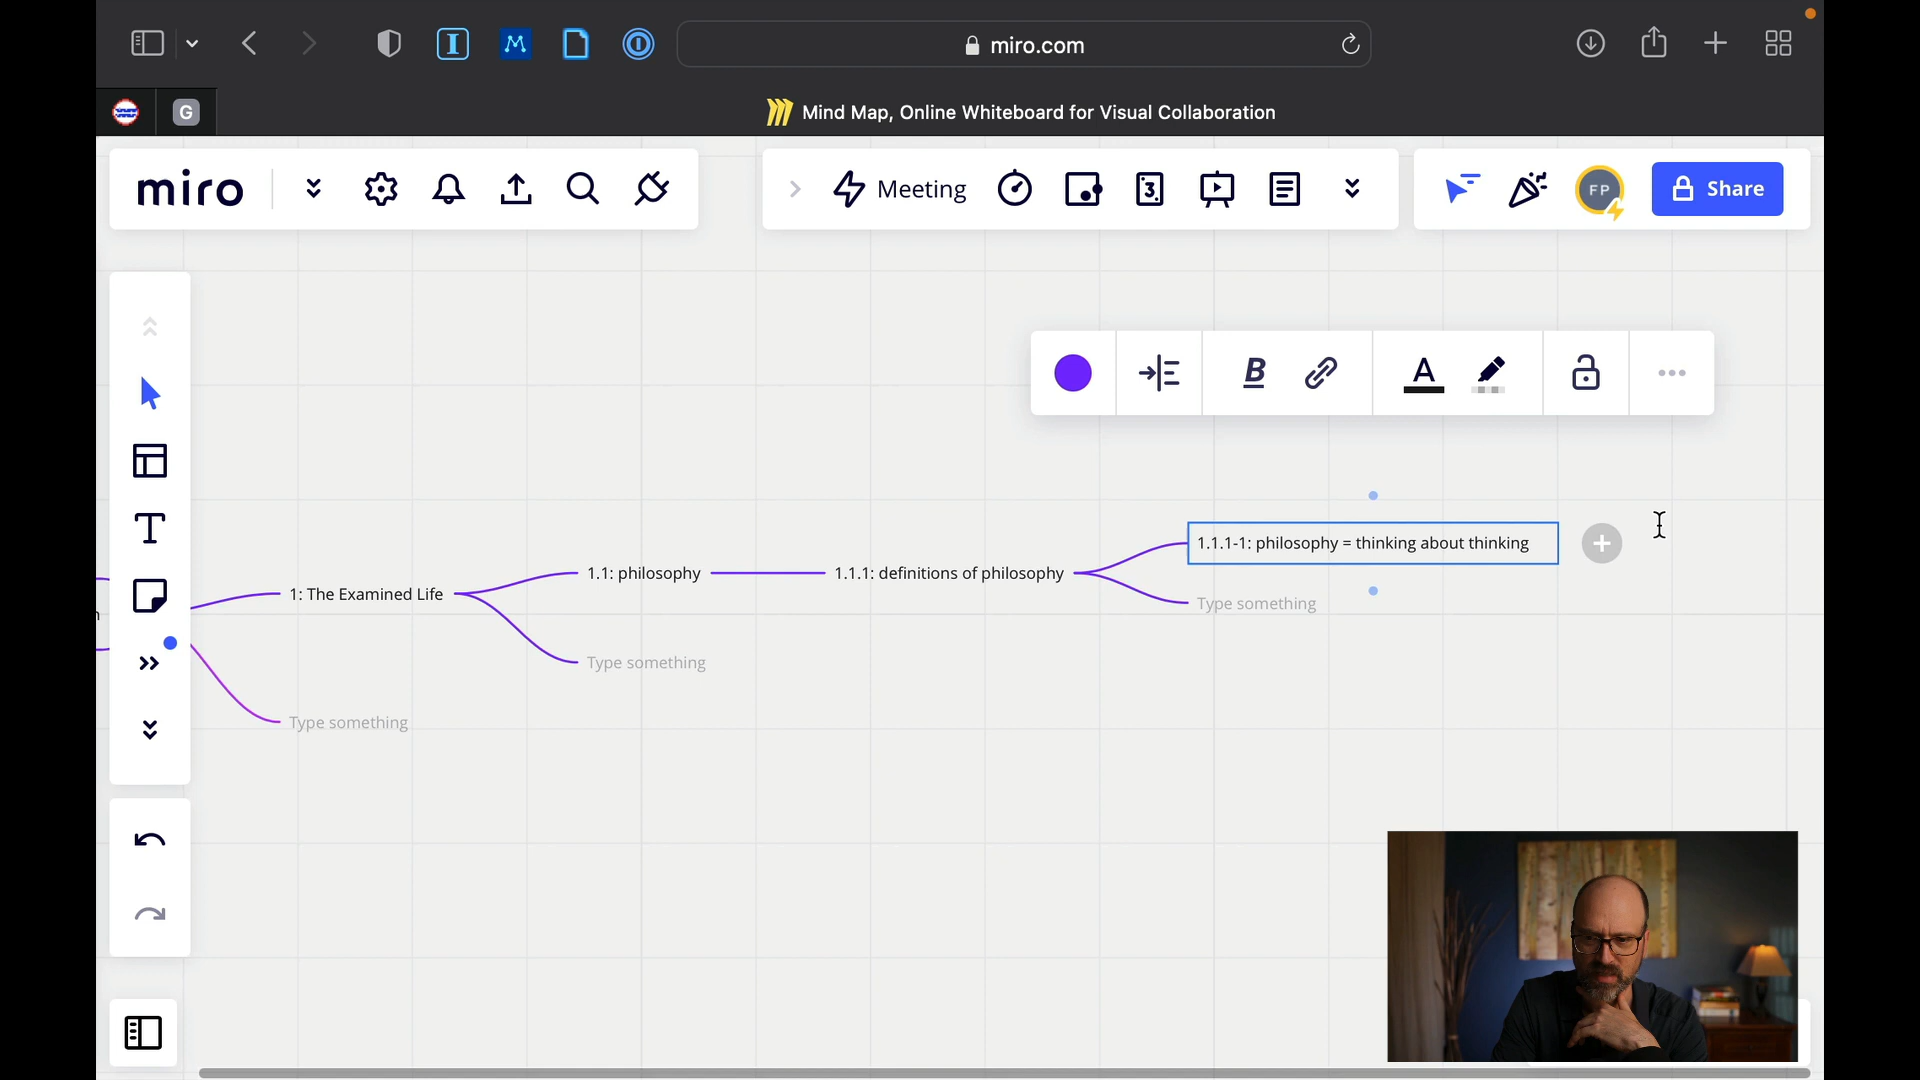 miro.com
G
Mind Map, Online Whiteboard for Visual Collaboration
miro
Meeting
3
FP
Share
B
A
1.1.1-1: philosophy = thinking about thinking
1.1: philosophy
1.1.1: definitions of philosophy
1: The Examined Life
Type something
Type something
Type something
T